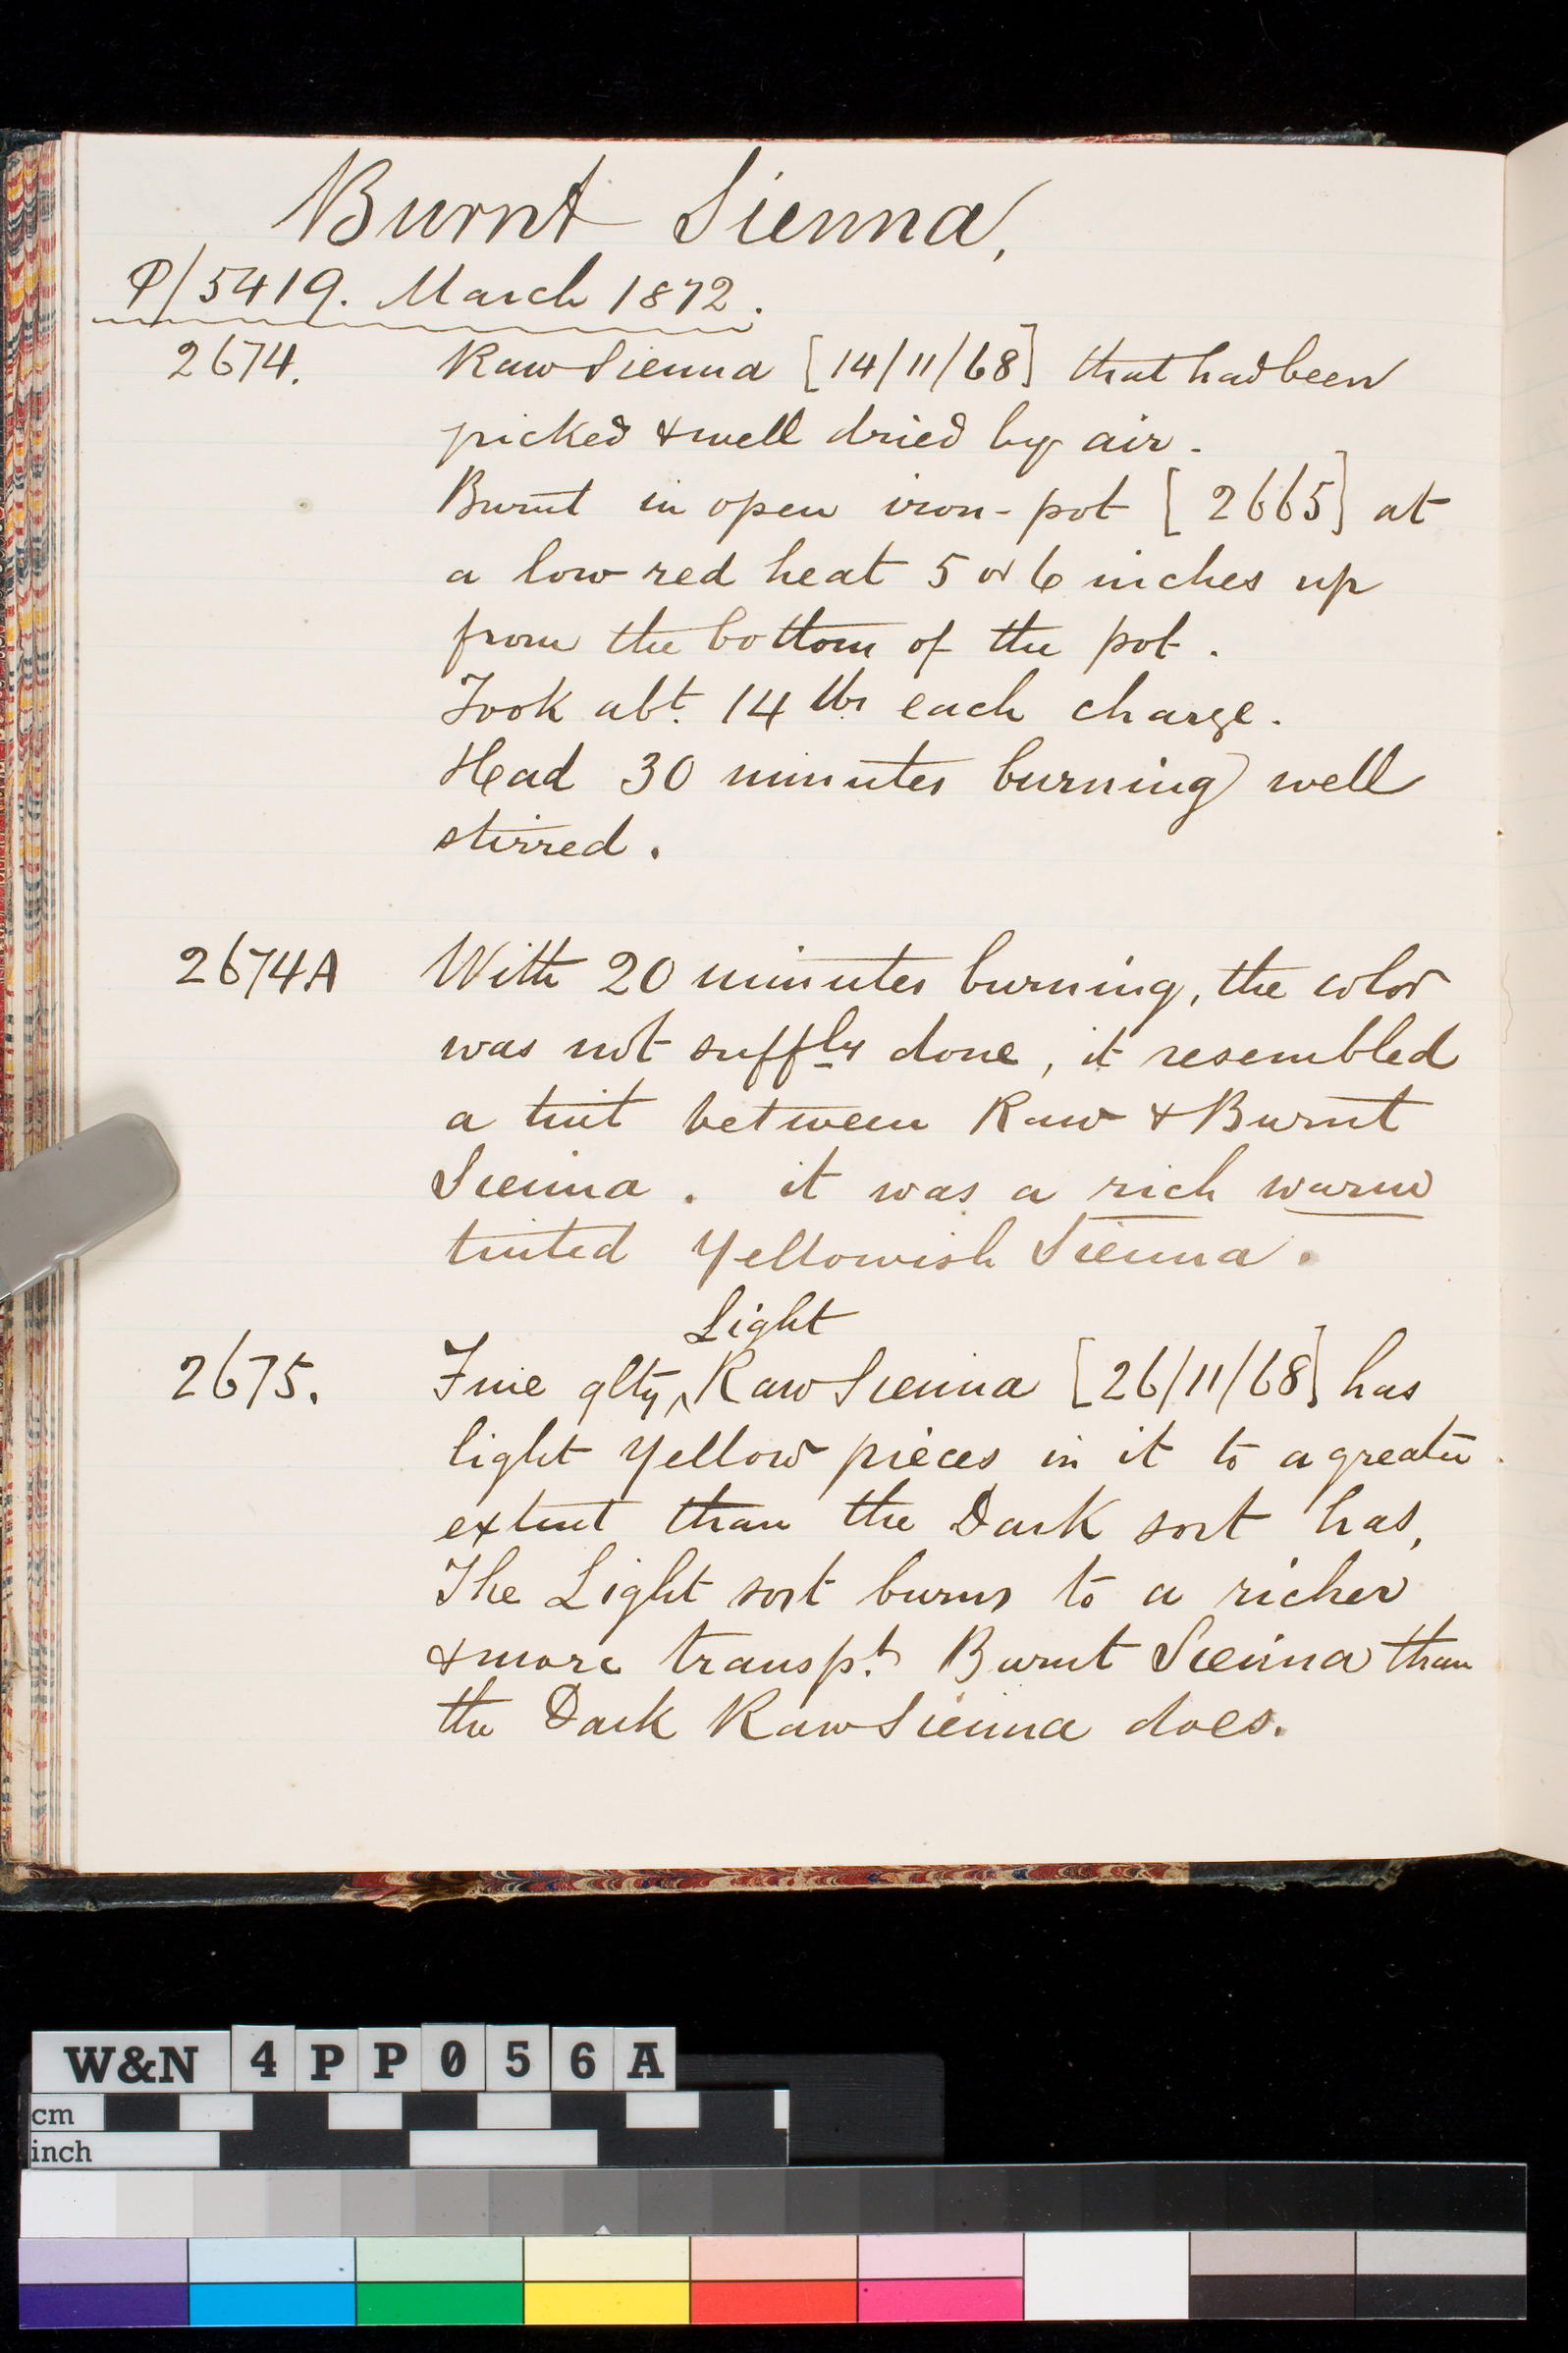 Burnt Sienna,
P/5419. March 1872.
2674. Raw Sienna [14/11/68] that had been
picked & well dried by air.
Burnt in open iron-pot [2665] at
a low red heat 5 or 6 inches up
from the bottom of the pot.
Took abt. 14 lbs each charge.
Head 30 minutes burning well
stirred.
2674A With 20 minutes burning, the color
was not suffly done, it resembled
a tint between Raw & Burnt
Sienna. it was a rich warm
tinted Yellowish Sienna.
Light
2675. Fine qlty, Raw Sienna [26/11/68] has
light Yellow pieces in it to a greater
extent than the Dark sort has,
The Light sort burns to a richer
& more transpt. Burnt Sienna than
the Dark Raw Sienna does.
W&N 4PP056A
cm
inch